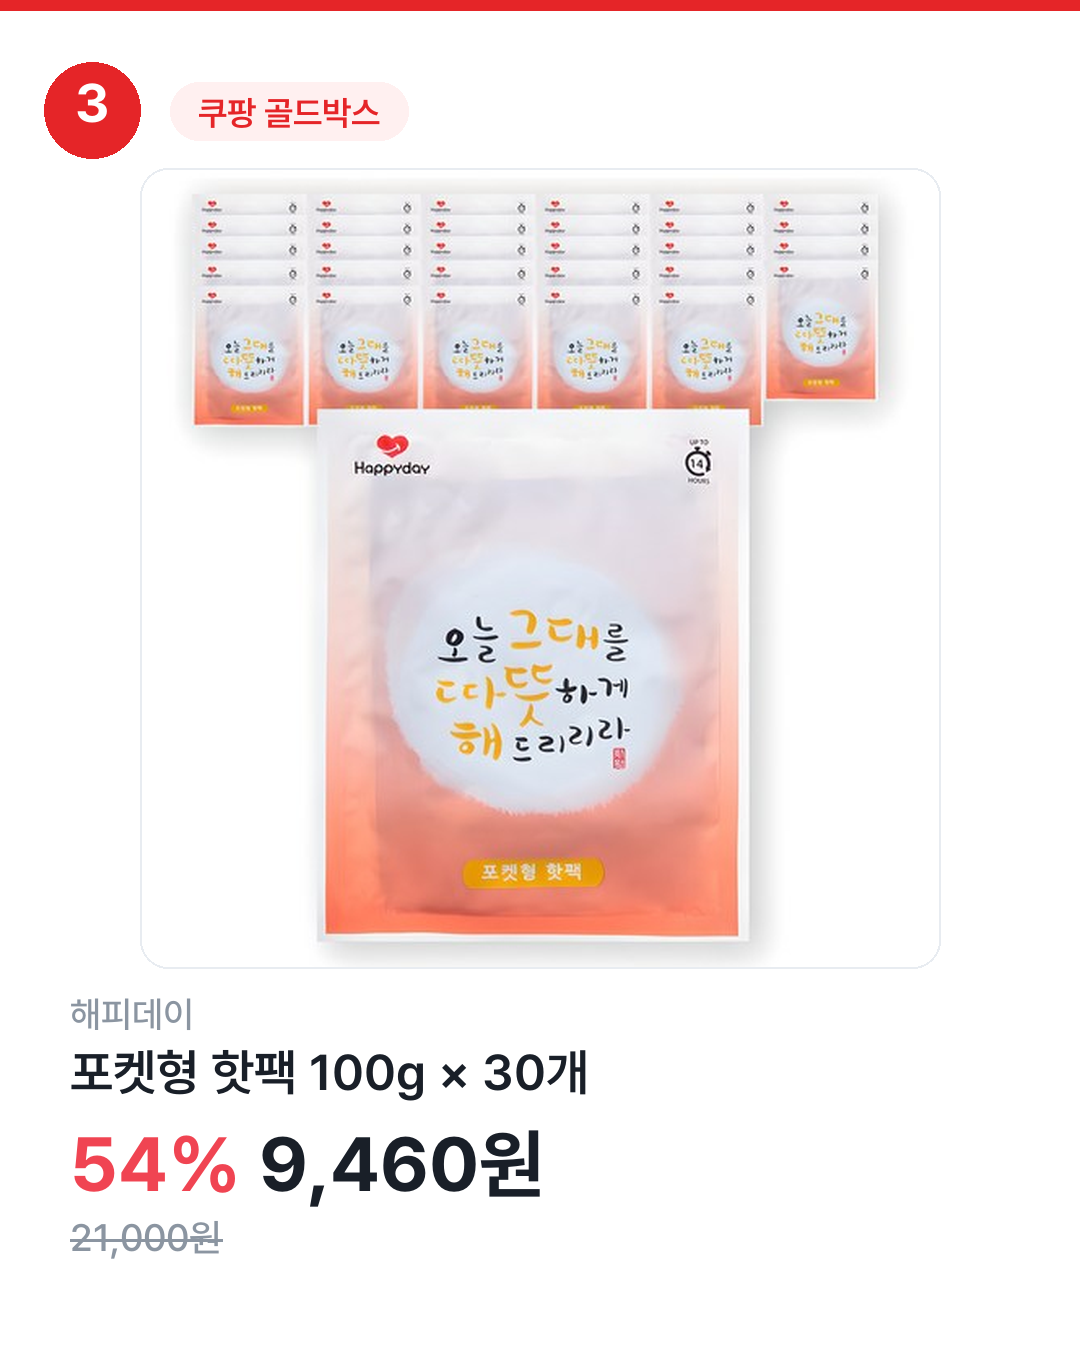 3
쿠팡 골드박스
Happyday
UP TO
14
HOURS
오늘 그대를
따뜻하게
해 드리리라
포켓형 핫팩
해피데이
포켓형 핫팩 100g × 30개
54% 9,460원
21,000원